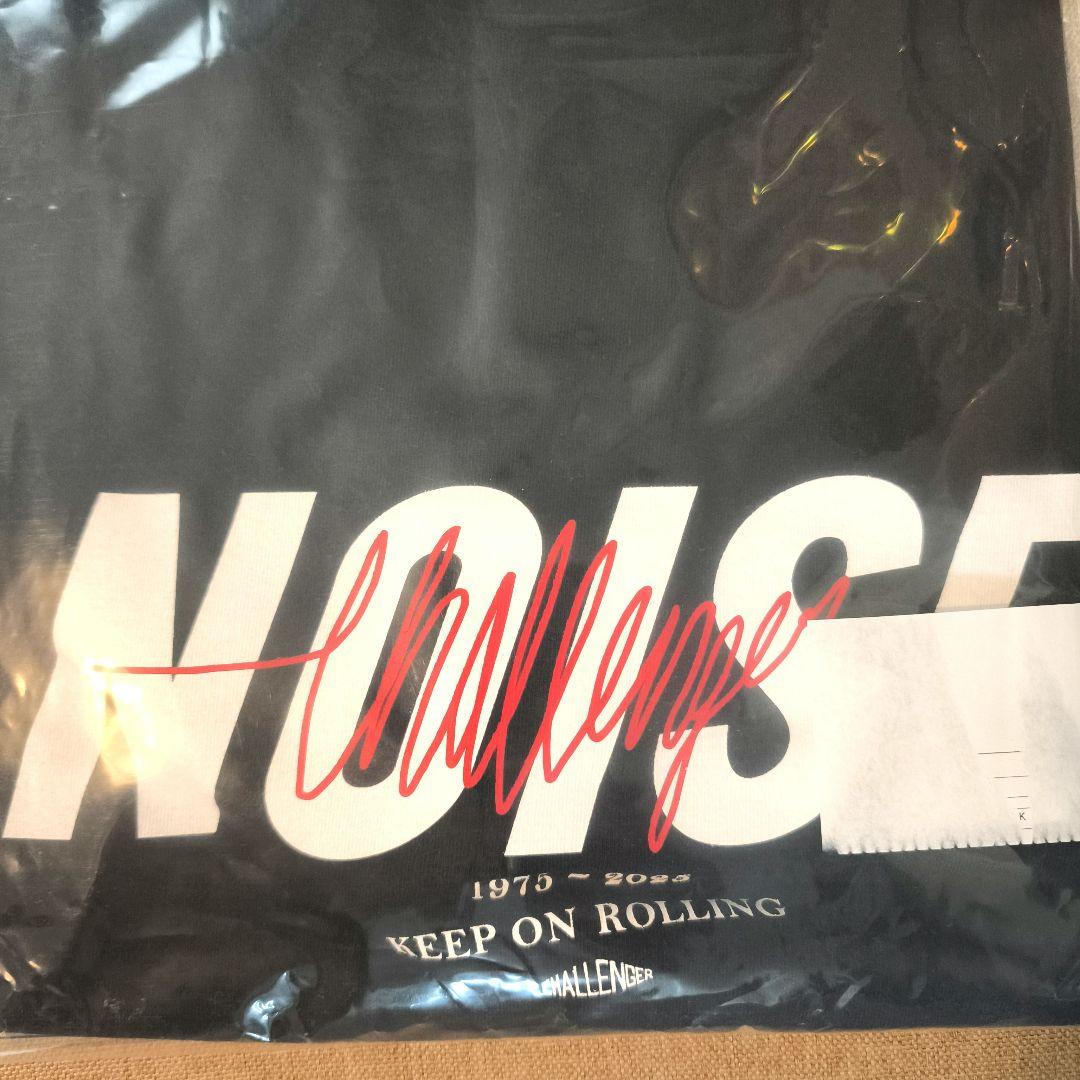 NOISE
Challenger
1975 ~ 2025
KEEP ON ROLLING
CHALLENGER
K